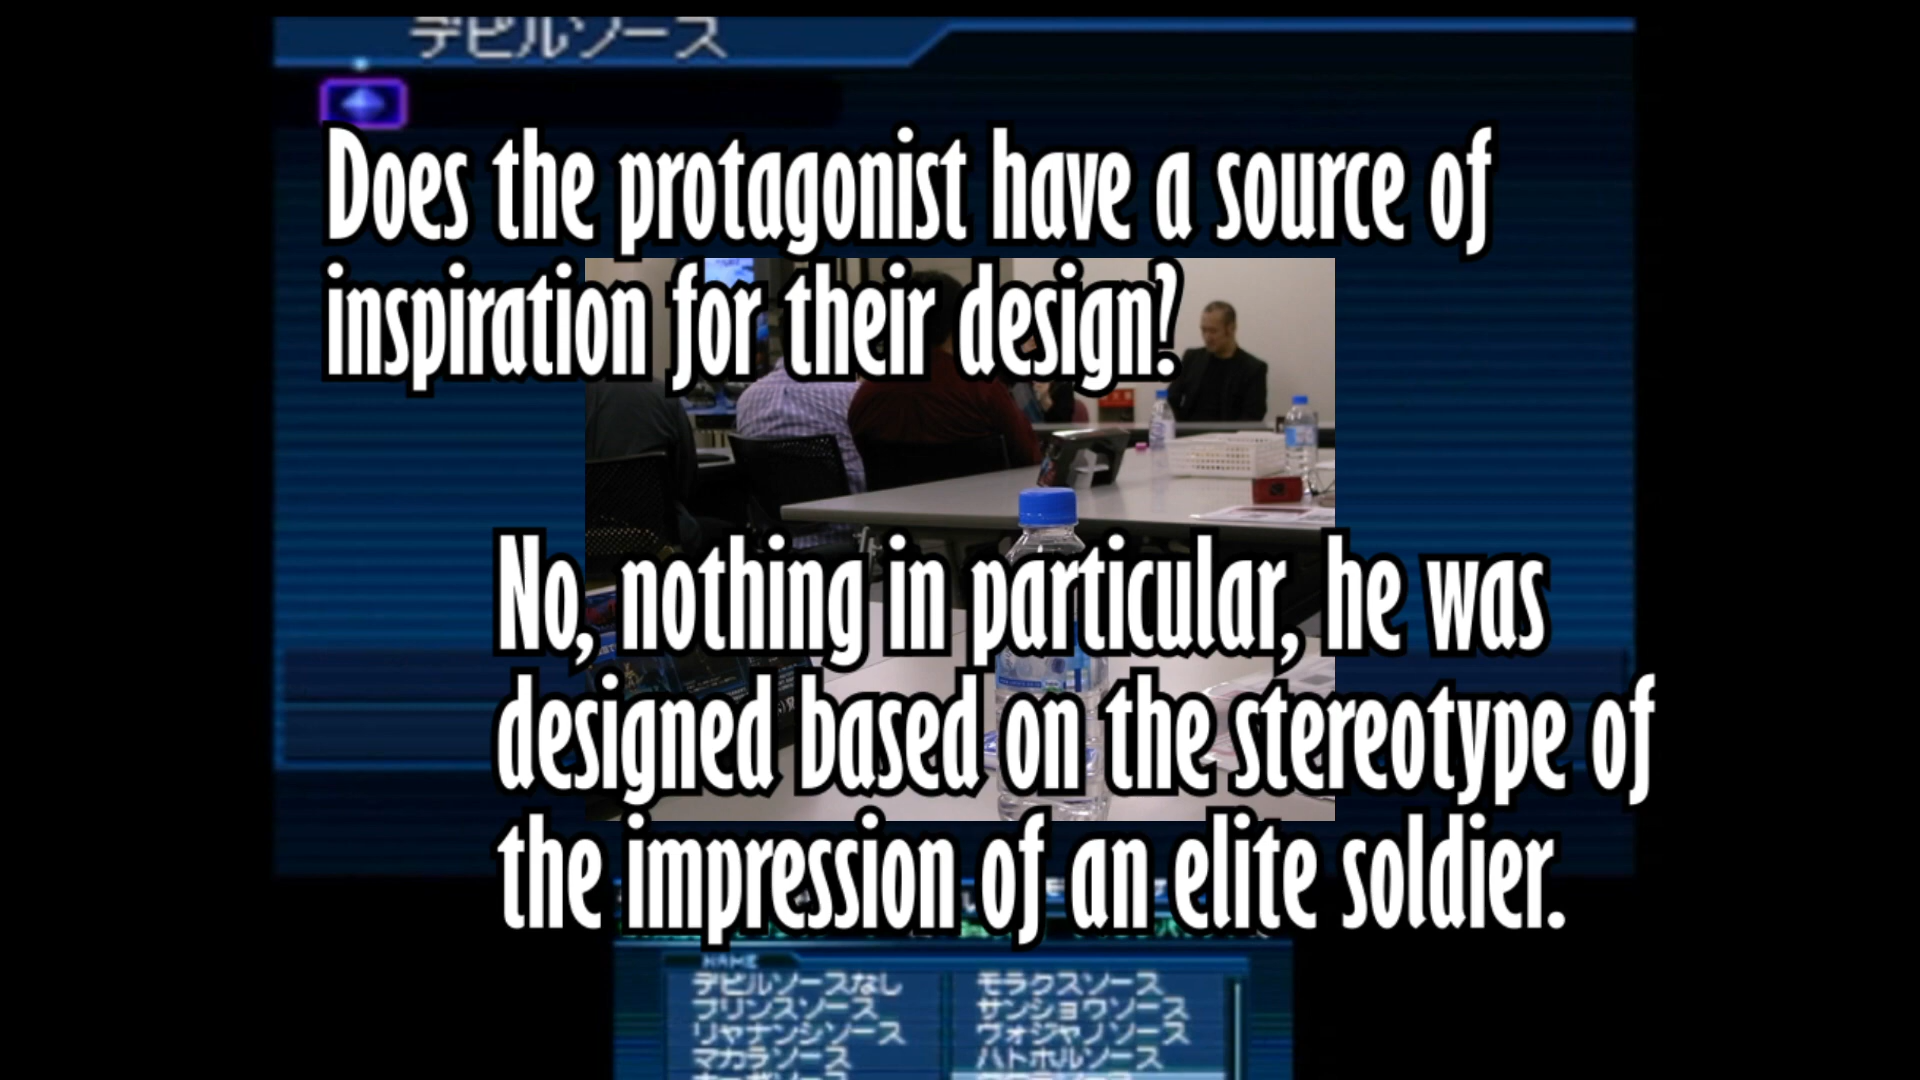 デビルソース
Does the protagonist have a source of
inspiration for their design?
No, nothing in particular, he was
designed based on the stereotype of
the impression of an elite soldier.
NAME
デビルソースなし
モラクスソース
プリンスソース
サンショウソース
リャナンシソース
ヴォジャノソース
マカラソース
ハトホルソース